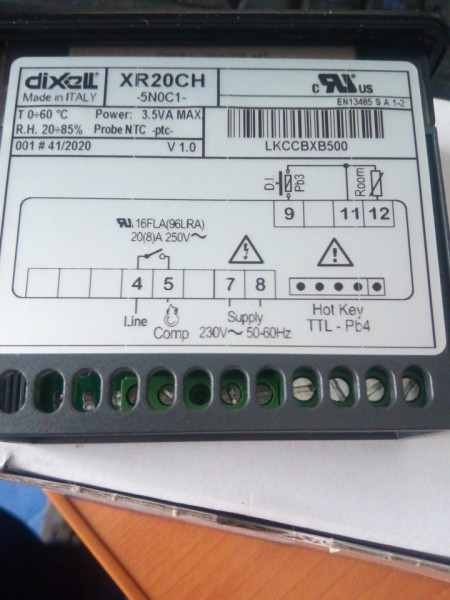 dixell
Made in ITALY
XR20CH
-5N0C1-
c RU US
EN13485 S A 1-2
T 0÷60 °C Power: 3.5VA MAX
R.H. 20÷85% Probe NTC -ptc-
001 # 41/2020 V 1.0
LKCCBXB500
D.I.
Pb3
Room
9 11 12
RU 16FLA(96LRA)
20(8)A 250V~
4 5 7 8
Line
Comp
Supply
230V~ 50-60Hz
Hot Key
TTL - Pb4